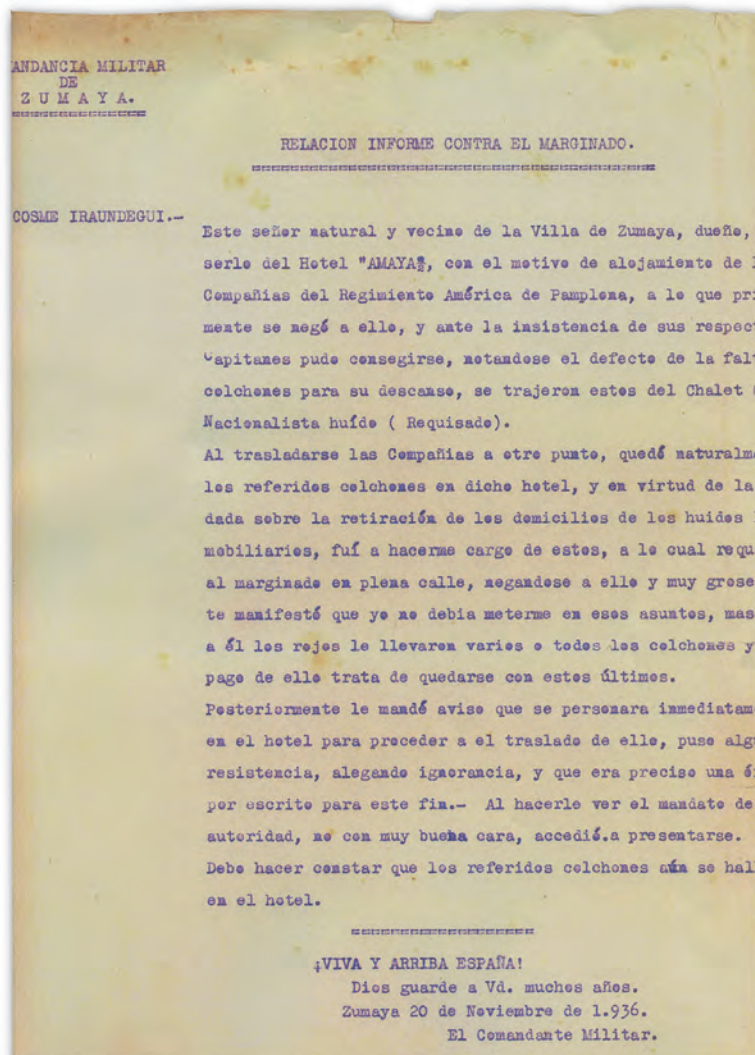 ANDANCIA MILITAR
DE
Z U M A Y A.
RELACION INFORME CONTRA EL MARGINADO.
COSME IRAUNDEGUI.-
Este señor natural y vecino de la Villa de Zumaya, dueño,
serlo del Hotel "AMAYA", con el motivo de alojamiento de
Compañias del Regimiento América de Pamplona, a lo que pri
mente se negó a ello, y ante la insistencia de sus respect
Capitanes pudo consegirse, notandose el defecto de la falt
colchones para su descanso, se trajeron estos del Chalet
Nacionalista huído ( Requisado).
Al trasladarse las Compañias a otro punto, quedó naturalme
los referidos colchones en dicho hotel, y en virtud de la
dada sobre la retiración de los domicilios de los huidos
mobiliarios, fuí a hacerme cargo de estos, a lo cual requ
al marginado en plena calle, negandose a ello y muy grose
te manifestó que yo no debia meterme en esos asuntos, mas
a él los rojos le llevaron varios o todos los colchones y
pago de ello trata de quedarse con estos últimos.
Posteriormente le mandé aviso que se personara inmediatam
en el hotel para proceder a el traslado de ello, puso alg
resistencia, alegando ignorancia, y que era preciso una ó
por escrito para este fin.- Al hacerle ver el mandato de
autoridad, no con muy buena cara, accedió.a presentarse.
Debo hacer constar que los referidos colchones aún se hal
en el hotel.
¡VIVA Y ARRIBA ESPAÑA!
Dios guarde a Vd. muchos años.
Zumaya 20 de Noviembre de 1.936.
El Comandante Militar.